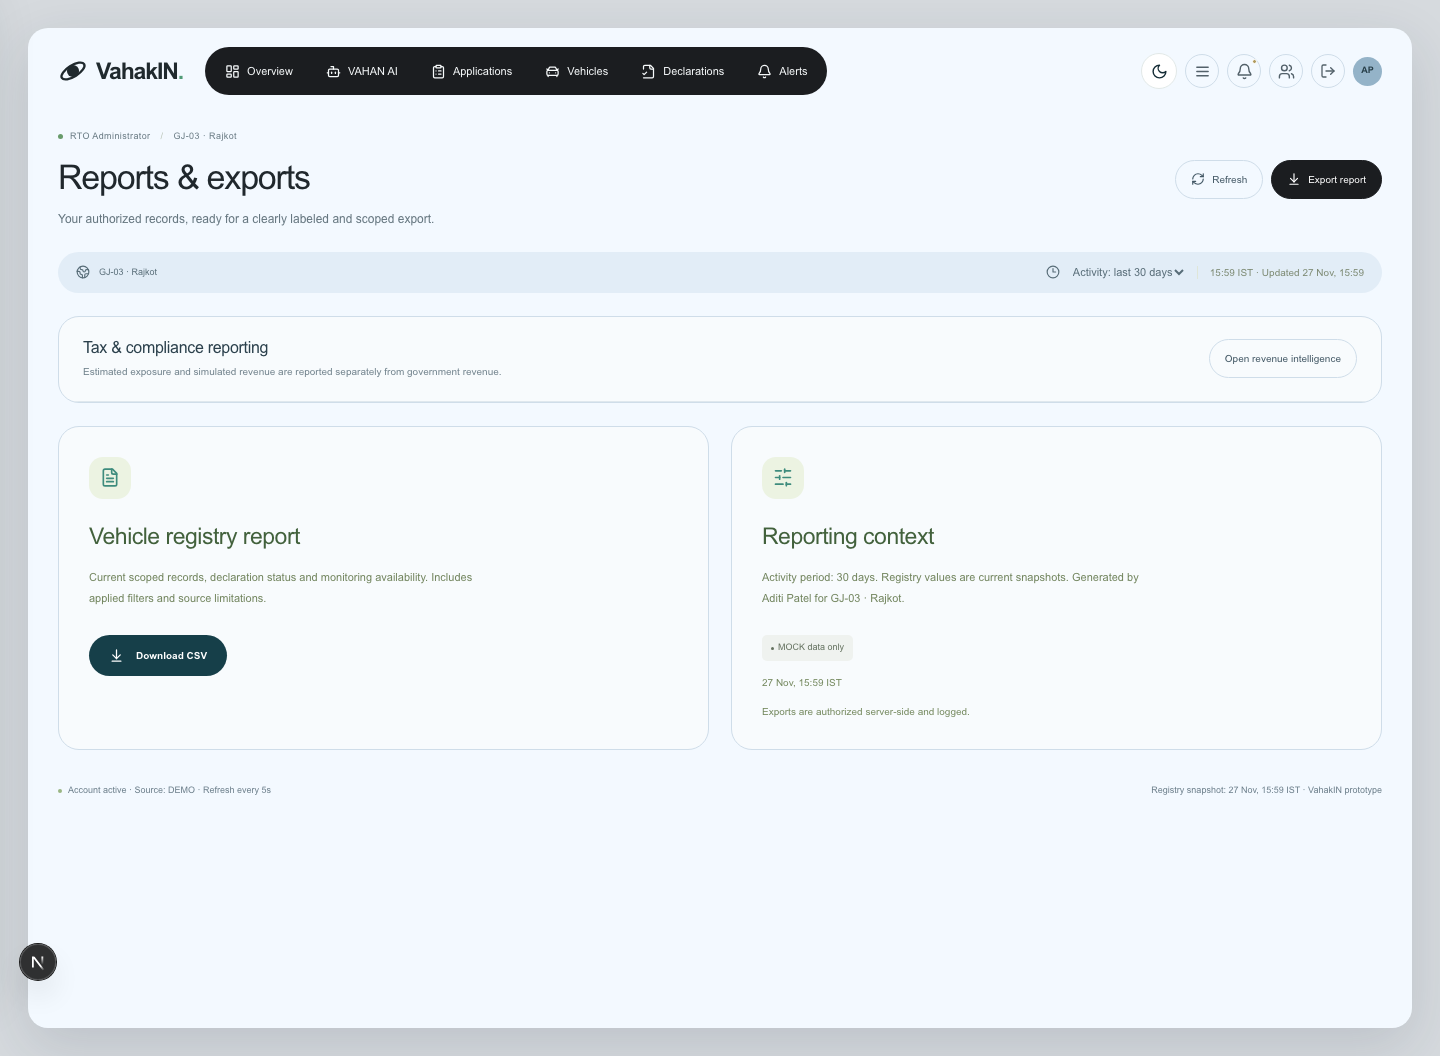 VahakIN.
Overview
VAHAN AI
Applications
Vehicles
Declarations
Alerts
AP
RTO Administrator / GJ-03 · Rajkot
Reports & exports
Refresh
Export report
Your authorized records, ready for a clearly labeled and scoped export.
GJ-03 · Rajkot
Activity: last 30 days
15:59 IST · Updated 27 Nov, 15:59
Tax & compliance reporting
Estimated exposure and simulated revenue are reported separately from government revenue.
Open revenue intelligence
Vehicle registry report
Current scoped records, declaration status and monitoring availability. Includes
applied filters and source limitations.
Download CSV
Reporting context
Activity period: 30 days. Registry values are current snapshots. Generated by
Aditi Patel for GJ-03 · Rajkot.
• MOCK data only
27 Nov, 15:59 IST
Exports are authorized server-side and logged.
Account active · Source: DEMO · Refresh every 5s
Registry snapshot: 27 Nov, 15:59 IST · VahakIN prototype
N